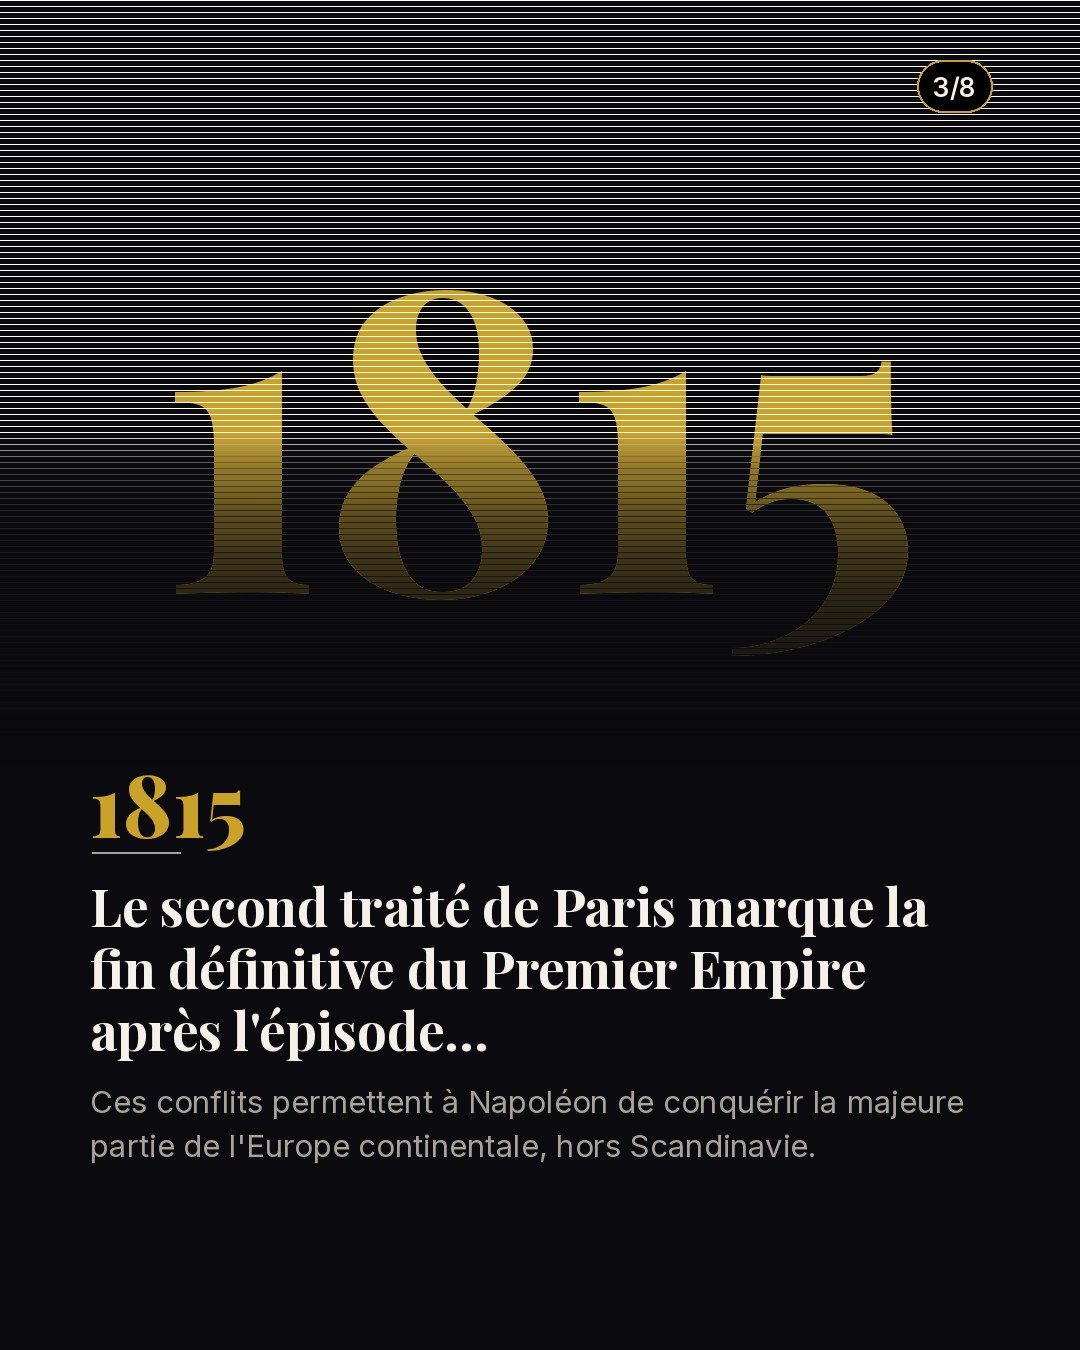 3/8
1815
1815
Le second traité de Paris marque la
fin définitive du Premier Empire
après l'épisode...
Ces conflits permettent à Napoléon de conquérir la majeure
partie de l'Europe continentale, hors Scandinavie.